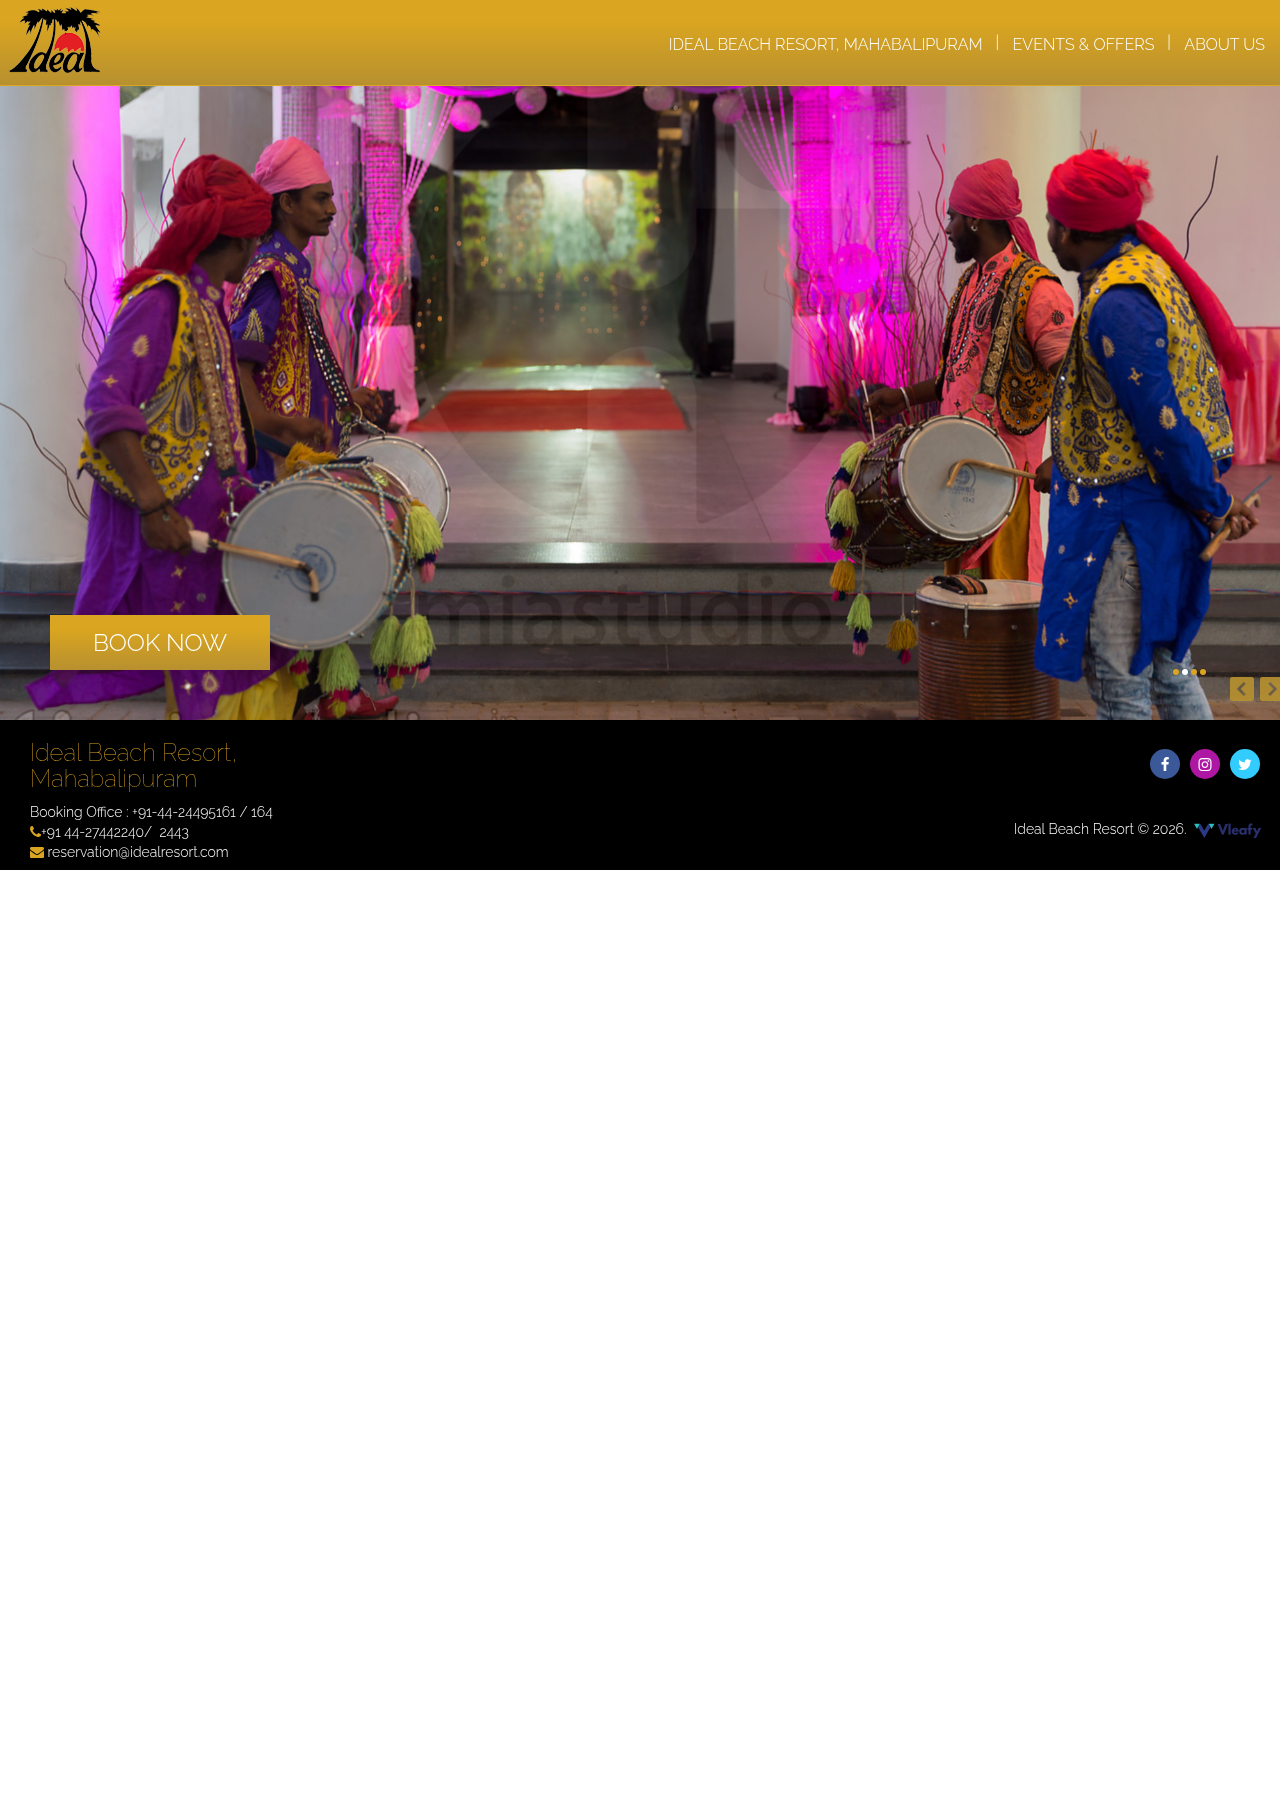 Ideal
IDEAL BEACH RESORT, MAHABALIPURAM | EVENTS & OFFERS | ABOUT US
miastudio
BOOK NOW
Ideal Beach Resort,
Mahabalipuram
Booking Office : +91-44-24495161 / 164
+91 44-27442240/ 2443
reservation@idealresort.com
Ideal Beach Resort © 2026. Vleafy